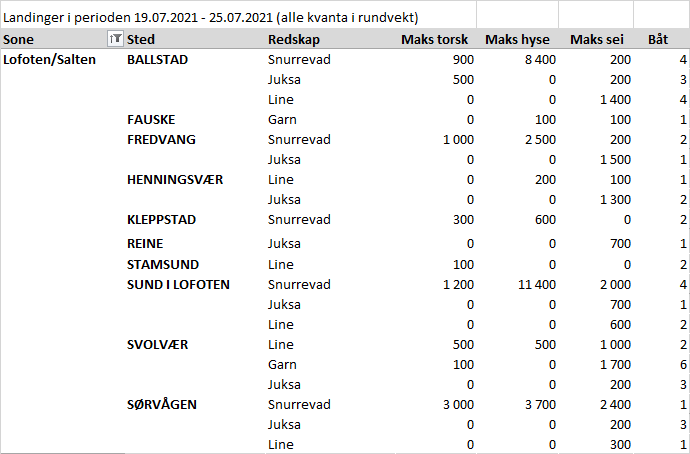 Landinger i perioden 19.07.2021 - 25.07.2021 (alle kvanta i rundvekt)
Sone Sted Redskap Maks torsk Maks hyse Maks sei Båt
Lofoten/Salten BALLSTAD Snurrevad 900 8 400 200 4
Juksa 500 0 200 3
Line 0 0 1 400 4
FAUSKE Garn 0 100 100 1
FREDVANG Snurrevad 1 000 2 500 200 2
Juksa 0 0 1 500 1
HENNINGSVÆR Line 0 200 100 1
Juksa 0 0 1 300 2
KLEPPSTAD Snurrevad 300 600 0 2
REINE Juksa 0 0 700 1
STAMSUND Line 100 0 0 2
SUND I LOFOTEN Snurrevad 1 200 11 400 2 000 4
Juksa 0 0 700 1
Line 0 0 600 2
SVOLVÆR Line 500 500 1 000 2
Garn 100 0 1 700 6
Juksa 0 0 200 3
SØRVÅGEN Snurrevad 3 000 3 700 2 400 1
Juksa 0 0 200 3
Line 0 0 300 1